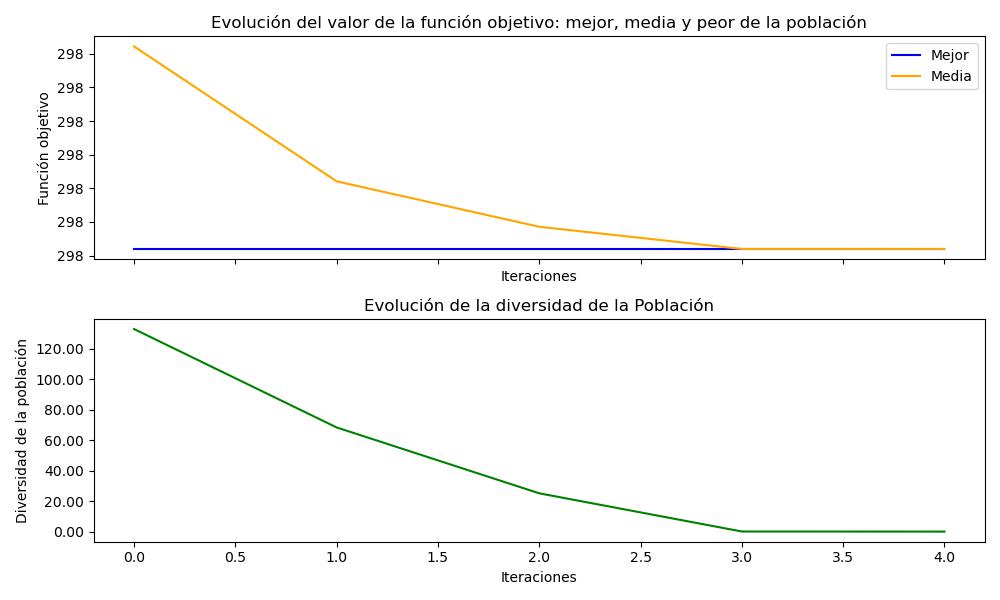 Evolución del valor de la función objetivo: mejor, media y peor de la población
Función objetivo
298
298
298
298
298
298
298
Mejor
Media
Iteraciones
Evolución de la diversidad de la Población
Diversidad de la población
120.00
100.00
80.00
60.00
40.00
20.00
0.00
0.0 0.5 1.0 1.5 2.0 2.5 3.0 3.5 4.0
Iteraciones